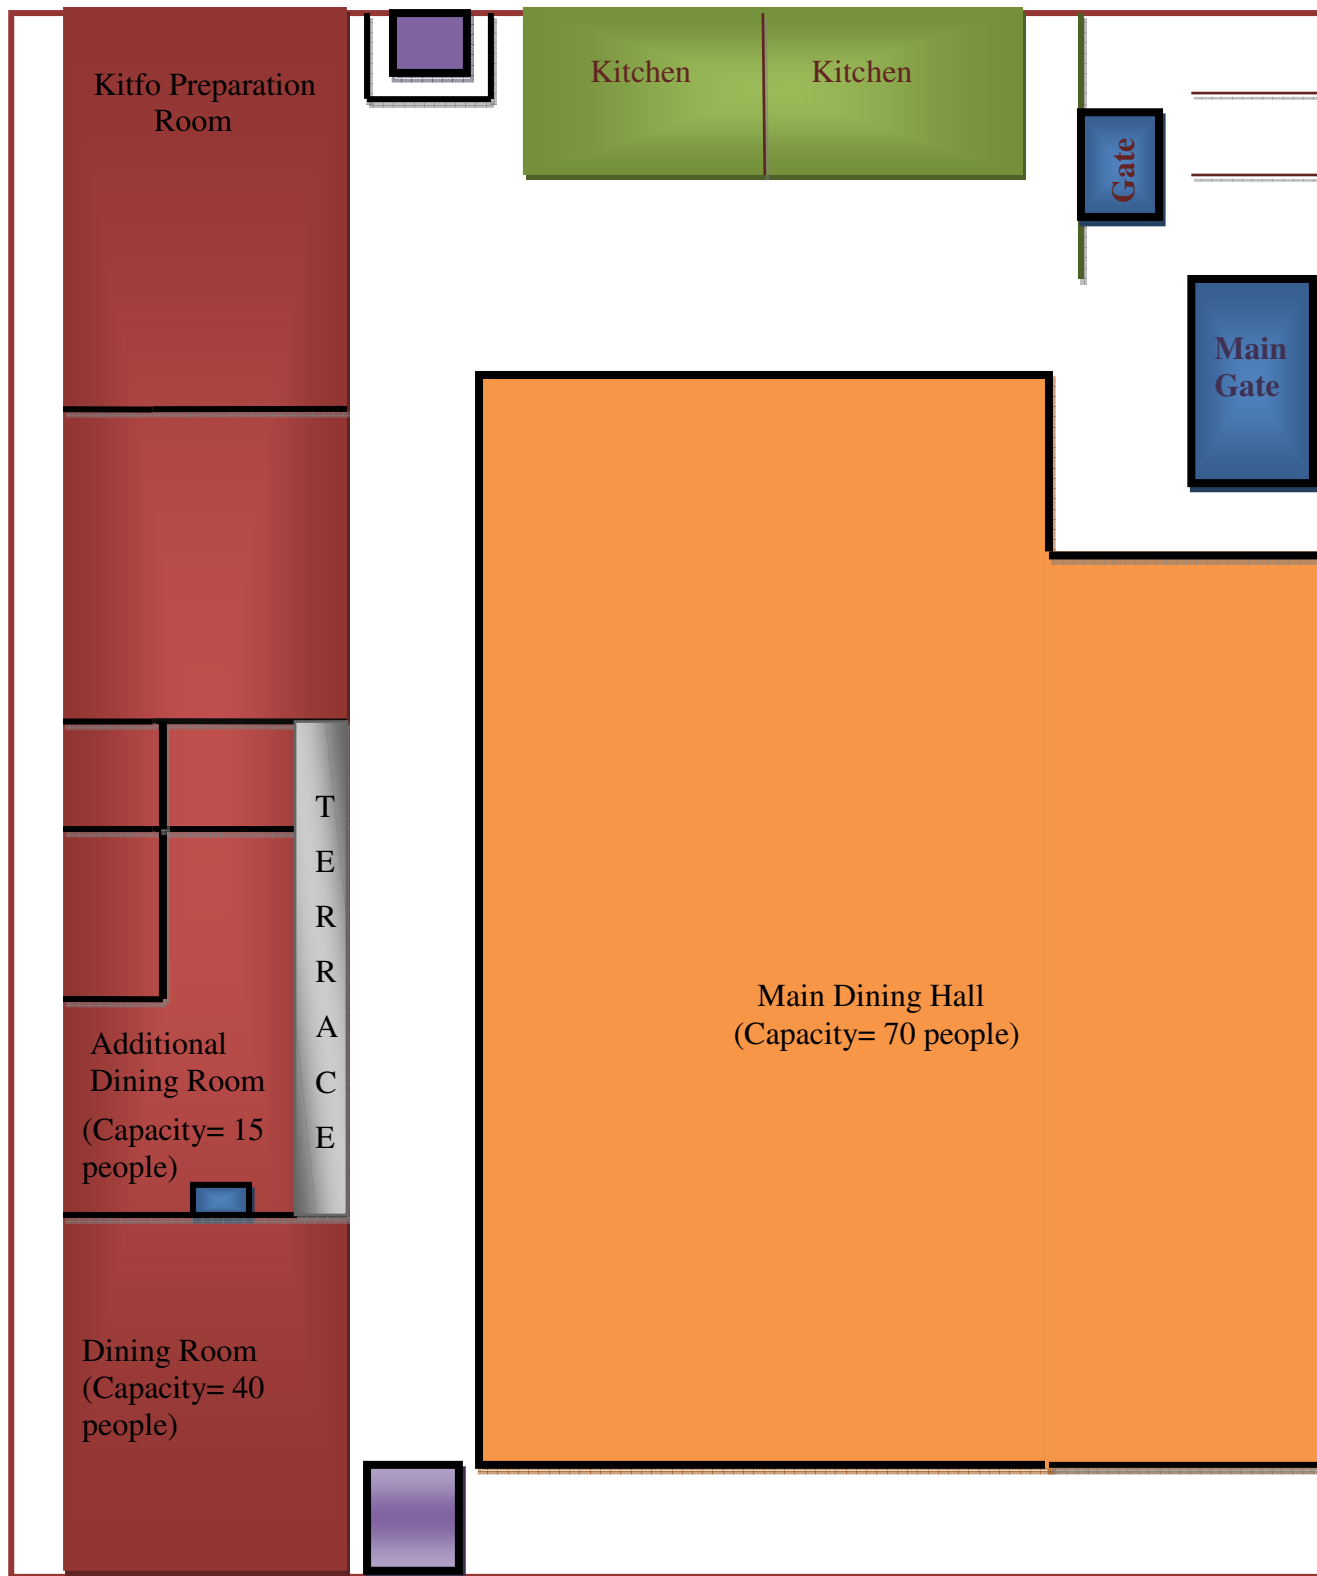 Kitfo Preparation
Room
Kitchen
Kitchen
Gate
Main
Gate
T
E
R
R
A
C
E
Main Dining Hall
(Capacity= 70 people)
Additional
Dining Room
(Capacity= 15
people)
Dining Room
(Capacity= 40
people)